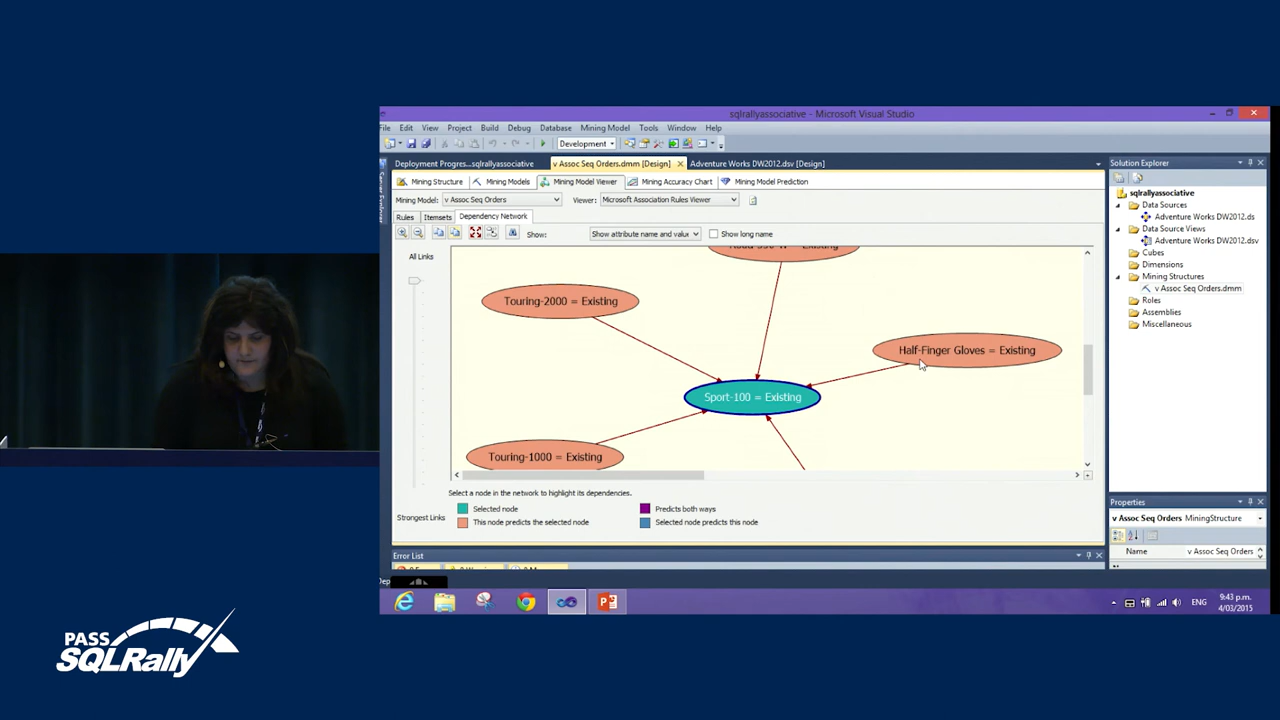 sqlrallyassociative - Microsoft Visual Studio
File Edit View Project Build Debug Database Mining Model Tools Window Help
Development
Deployment Progres...sqlrallyassociative v Assoc Seq Orders.dmm [Design] Adventure Works DW2012.dsv [Design]
Mining Structure Mining Models Mining Model Viewer Mining Accuracy Chart Mining Model Prediction
Mining Model: v Assoc Seq Orders Viewer: Microsoft Association Rules Viewer
Rules Itemsets Dependency Network
Show: Show attribute name and value Show long name
All Links
Touring-2000 = Existing
Half-Finger Gloves = Existing
Sport-100 = Existing
Touring-1000 = Existing
Select a node in the network to highlight its dependencies.
Selected node Predicts both ways
Strongest Links
This node predicts the selected node Selected node predicts this node
Error List
Server Explorer
Solution Explorer
sqlrallyassociative
Data Sources
Adventure Works DW2012.ds
Data Source Views
Adventure Works DW2012.dsv
Cubes
Dimensions
Mining Structures
v Assoc Seq Orders.dmm
Roles
Assemblies
Miscellaneous
Properties
v Assoc Seq Orders MiningStructure
Name v Assoc Seq Orders
Dep
ENG
9:43 p.m.
4/03/2015
PASS
SQLRally